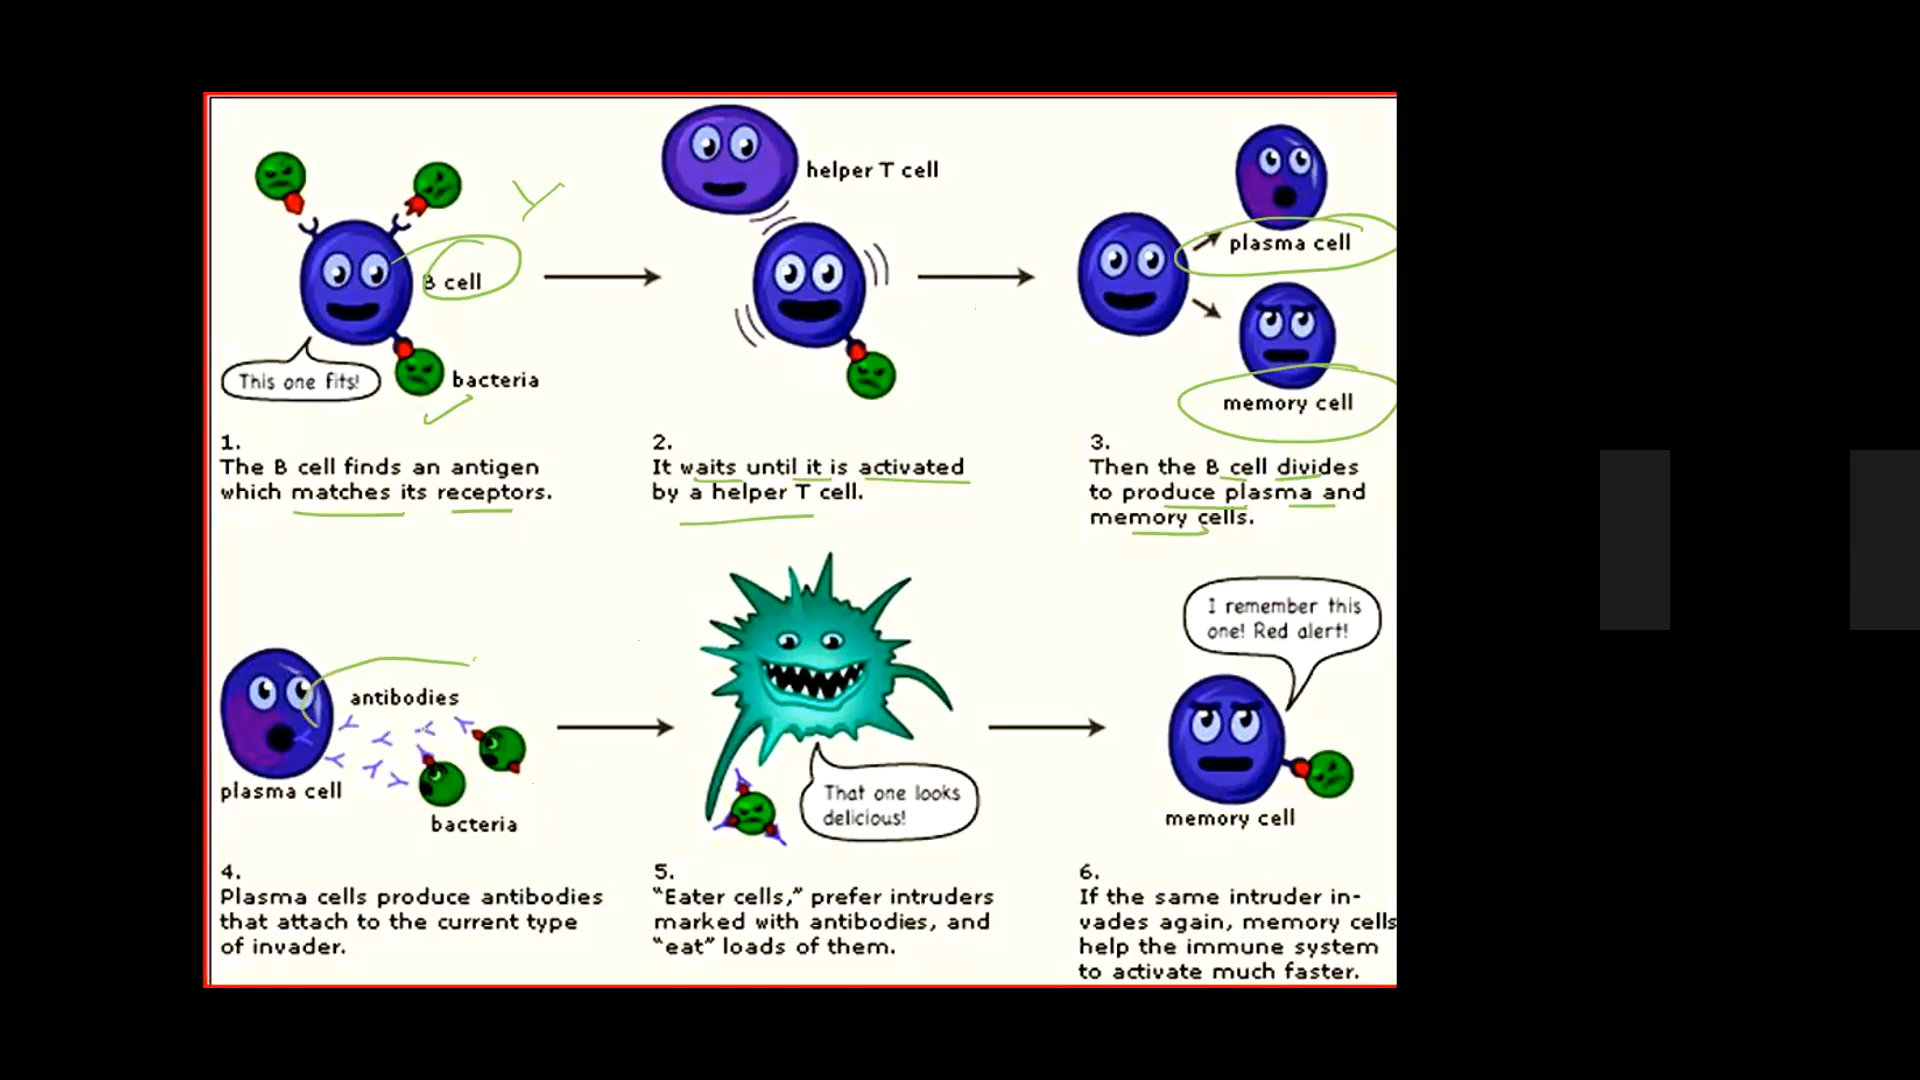 helper T cell
plasma cell
B cell
This one fits!
bacteria
memory cell
1.
The B cell finds an antigen
which matches its receptors.
2.
It waits until it is activated
by a helper T cell.
3.
Then the B cell divides
to produce plasma and
memory cells.
I remember this
one! Red alert!
antibodies
plasma cell
bacteria
That one looks
delicious!
memory cell
4.
Plasma cells produce antibodies
that attach to the current type
of invader.
5.
“Eater cells,” prefer intruders
marked with antibodies, and
“eat” loads of them.
6.
If the same intruder in-
vades again, memory cells
help the immune system
to activate much faster.